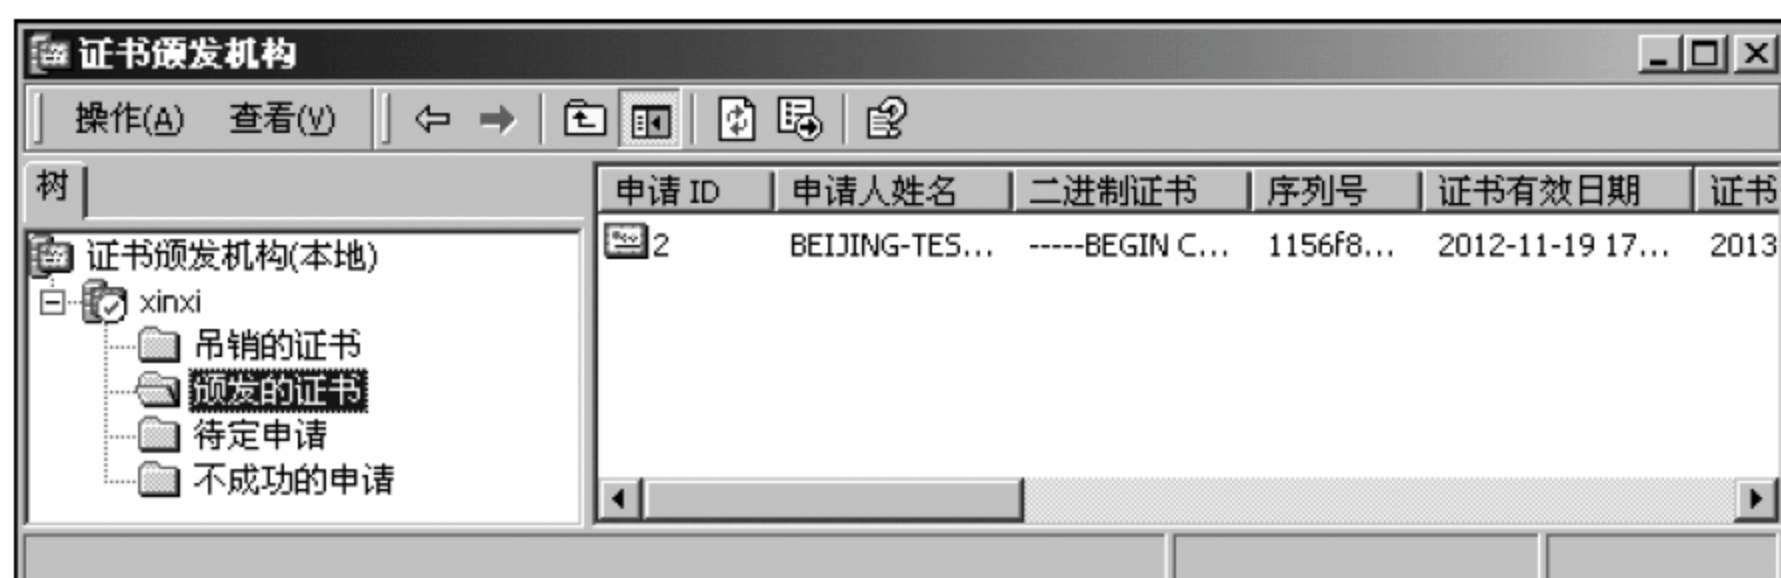 证书颁发机构
操作(A) 查看(V)
树
申请 ID 申请人姓名 二进制证书 序列号 证书有效日期 证书
证书颁发机构(本地)
xinxi
吊销的证书
颁发的证书
待定申请
不成功的申请
2 BEIJING-TES... -----BEGIN C... 1156f8... 2012-11-19 17... 2013